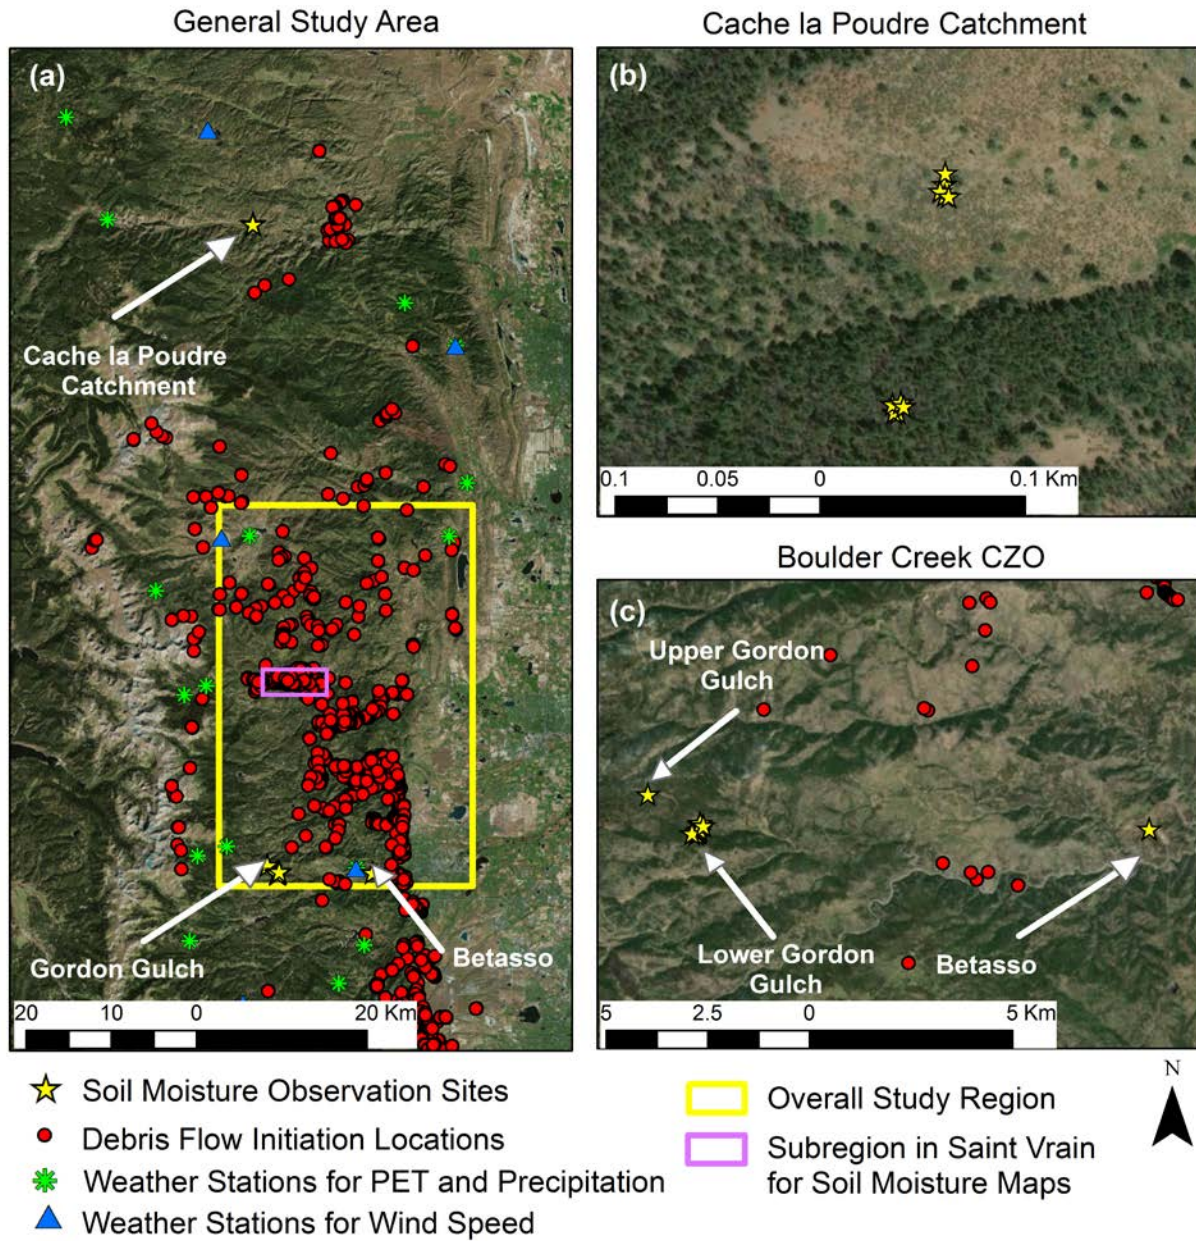 General Study Area
Cache la Poudre Catchment
(a)
Cache la Poudre
Catchment
Gordon Gulch
Betasso
20 10 0 20 Km
(b)
0.1 0.05 0 0.1 Km
Boulder Creek CZO
(c)
Upper Gordon
Gulch
Lower Gordon
Gulch
Betasso
5 2.5 0 5 Km
Soil Moisture Observation Sites
Debris Flow Initiation Locations
Weather Stations for PET and Precipitation
Weather Stations for Wind Speed
Overall Study Region
Subregion in Saint Vrain
for Soil Moisture Maps
N